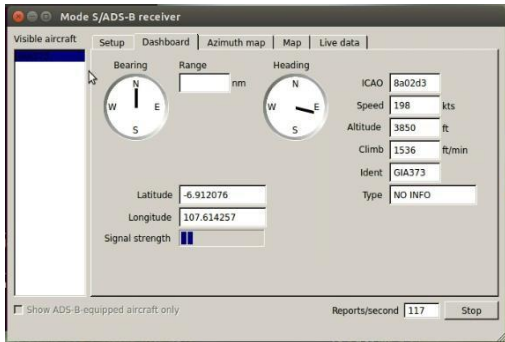 Mode S/ADS-B receiver
Visible aircraft
Setup Dashboard Azimuth map Map Live data
Bearing Range Heading
N
W E
S
nm
N
W E
S
ICAO 8a02d3
Speed 198 kts
Altitude 3850 ft
Climb 1536 ft/min
Ident GIA373
Type NO INFO
Latitude -6.912076
Longitude 107.614257
Signal strength
Show ADS-B-equipped aircraft only
Reports/second 117 Stop